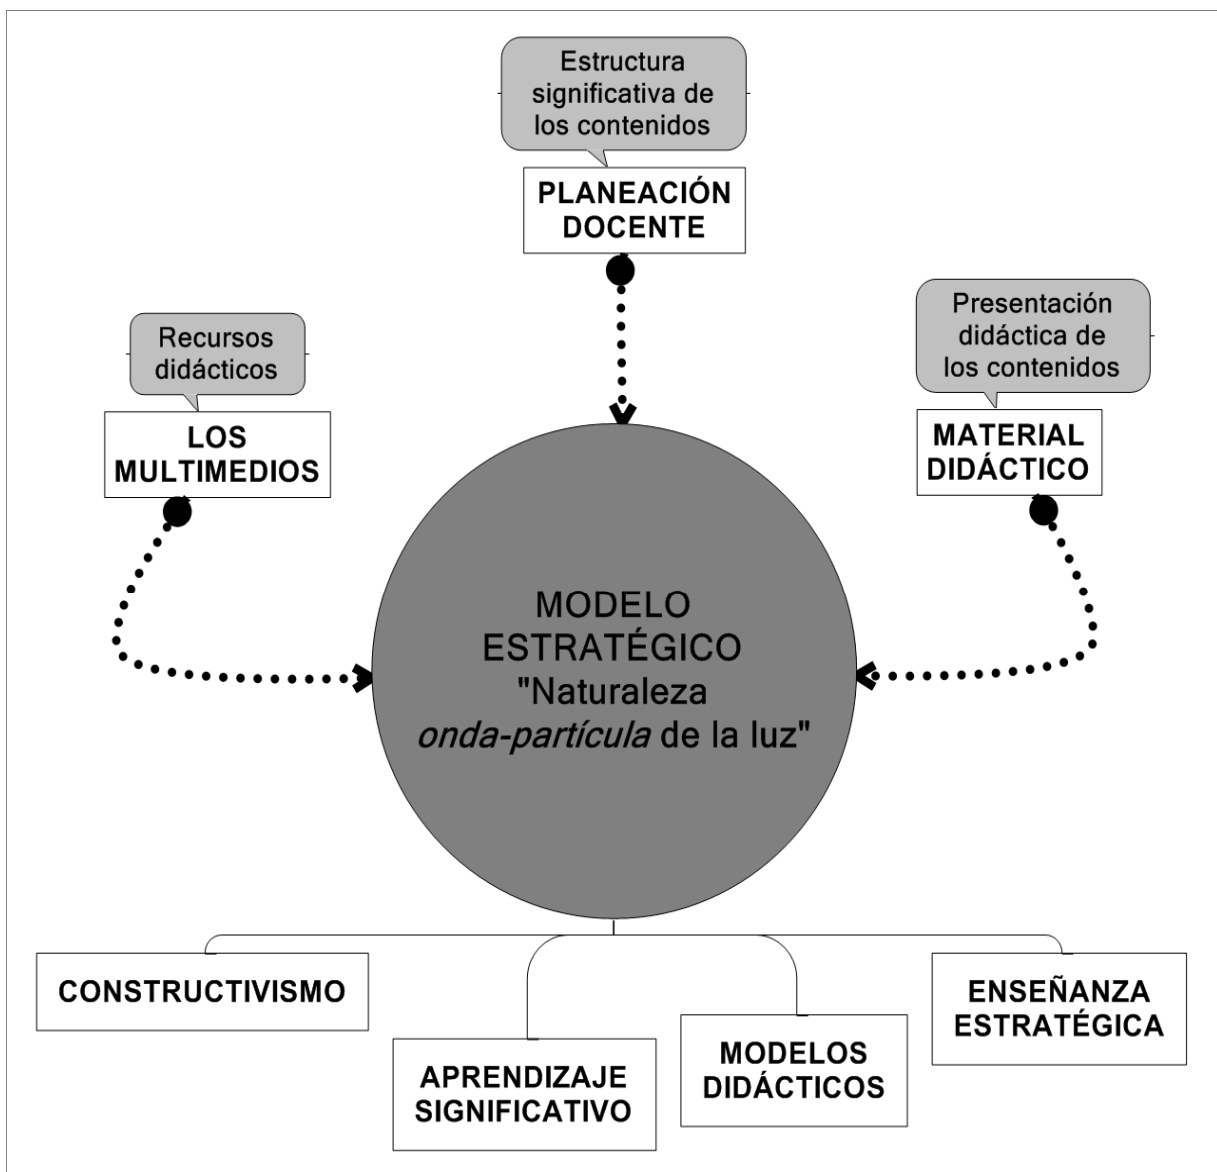 Estructura
significativa de
los contenidos
PLANEACIÓN
DOCENTE
Recursos
didácticos
LOS
MULTIMEDIOS
Presentación
didáctica de
los contenidos
MATERIAL
DIDÁCTICO
MODELO
ESTRATÉGICO
"Naturaleza
onda-partícula de la luz"
CONSTRUCTIVISMO
APRENDIZAJE
SIGNIFICATIVO
MODELOS
DIDÁCTICOS
ENSEÑANZA
ESTRATÉGICA